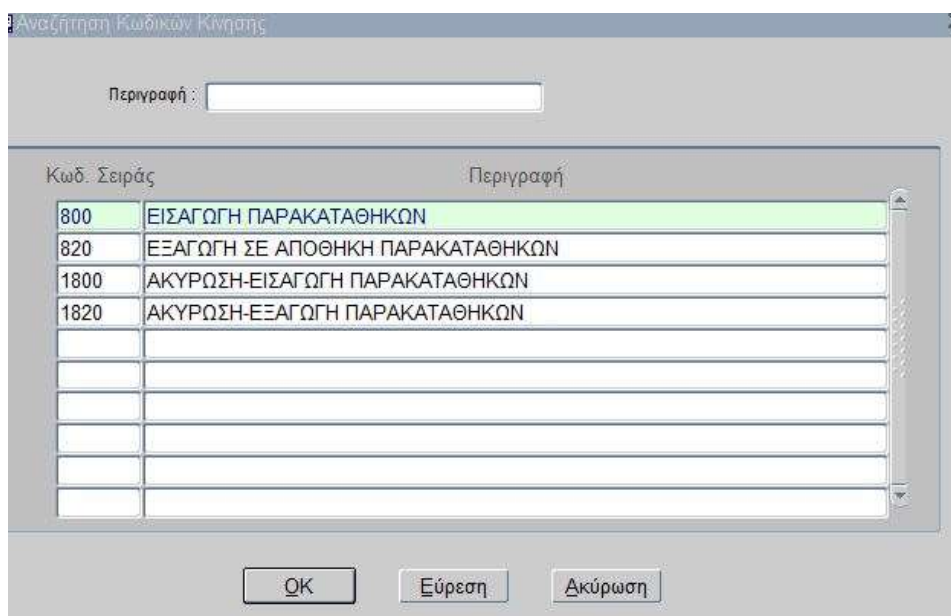 Αναζήτηση Κωδικών Κίνησης
Περιγραφή :
Κωδ. Σειράς Περιγραφή
800 ΕΙΣΑΓΩΓΗ ΠΑΡΑΚΑΤΑΘΗΚΩΝ
820 ΕΞΑΓΩΓΗ ΣΕ ΑΠΟΘΗΚΗ ΠΑΡΑΚΑΤΑΘΗΚΩΝ
1800 ΑΚΥΡΩΣΗ-ΕΙΣΑΓΩΓΗ ΠΑΡΑΚΑΤΑΘΗΚΩΝ
1820 ΑΚΥΡΩΣΗ-ΕΞΑΓΩΓΗ ΠΑΡΑΚΑΤΑΘΗΚΩΝ
OK Εύρεση Ακύρωση